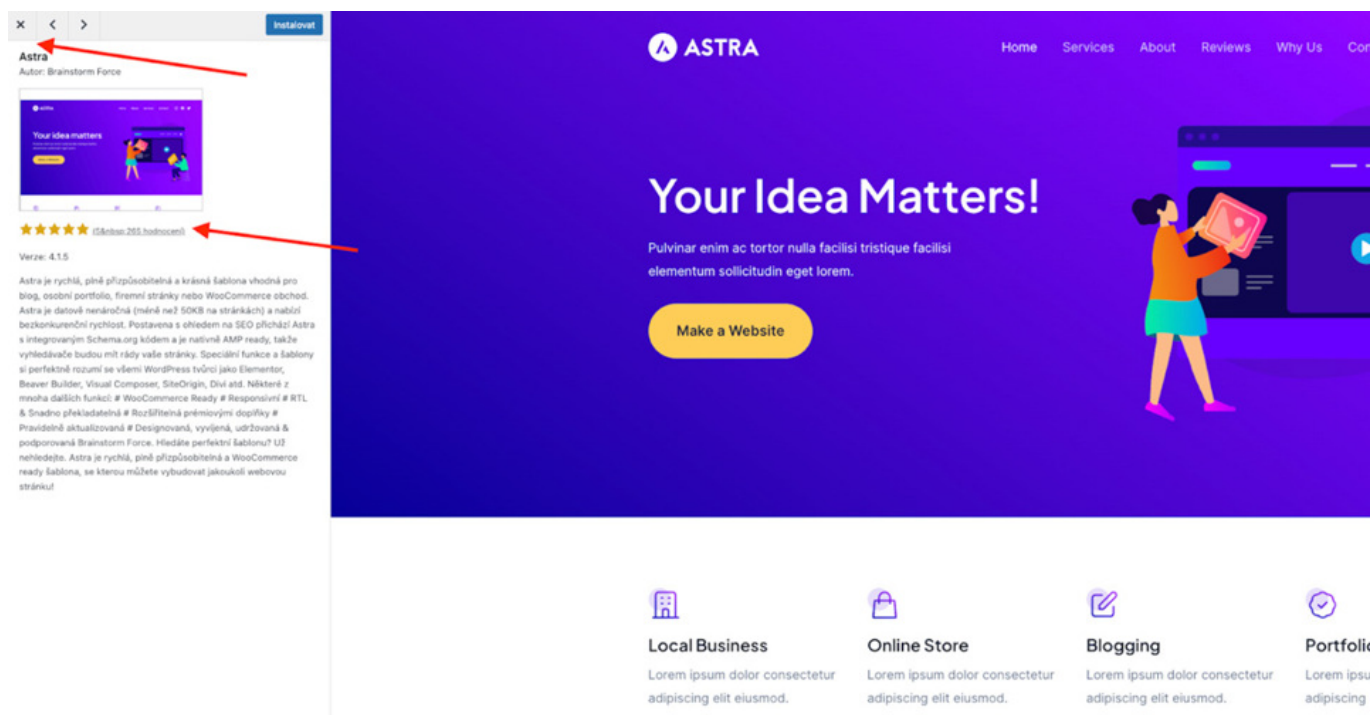 Instalovat
Astra
Autor: Brainstorm Force
astra
Your idea matters
(5&nbsp;265 hodnocení)
Verze: 4.1.5
Astra je rychlá, plně přizpůsobitelná a krásná šablona vhodná pro
blog, osobní portfolio, firemní stránky nebo WooCommerce obchod.
Astra je datově nenáročná (méně než 50KB na stránkách) a nabízí
bezkonkurenční rychlost. Postavena s ohledem na SEO přichází Astra
s integrovaným Schema.org kódem a je nativně AMP ready, takže
vyhledávače budou mít rády vaše stránky. Speciální funkce a šablony
si perfektně rozumí se všemi WordPress tvůrci jako Elementor,
Beaver Builder, Visual Composer, SiteOrigin, Divi atd. Některé z
mnoha dalších funkcí: # WooCommerce Ready # Responsivní # RTL
& Snadno překladatelná # Rozšiřitelná prémiovými doplňky #
Pravidelně aktualizovaná # Designovaná, vyvíjená, udržovaná &
podporovaná Brainstorm Force. Hledáte perfektní šablonu? Už
nehledejte. Astra je rychlá, plně přizpůsobitelná a WooCommerce
ready šablona, se kterou můžete vybudovat jakoukoli webovou
stránku!
ASTRA
Home Services About Reviews Why Us Con
Your Idea Matters!
Pulvinar enim ac tortor nulla facilisi tristique facilisi
elementum sollicitudin eget lorem.
Make a Website
Local Business Online Store Blogging Portfolio
Lorem ipsum dolor consectetur Lorem ipsum dolor consectetur Lorem ipsum dolor consectetur Lorem ipsu
adipiscing elit eiusmod. adipiscing elit eiusmod. adipiscing elit eiusmod. adipiscing